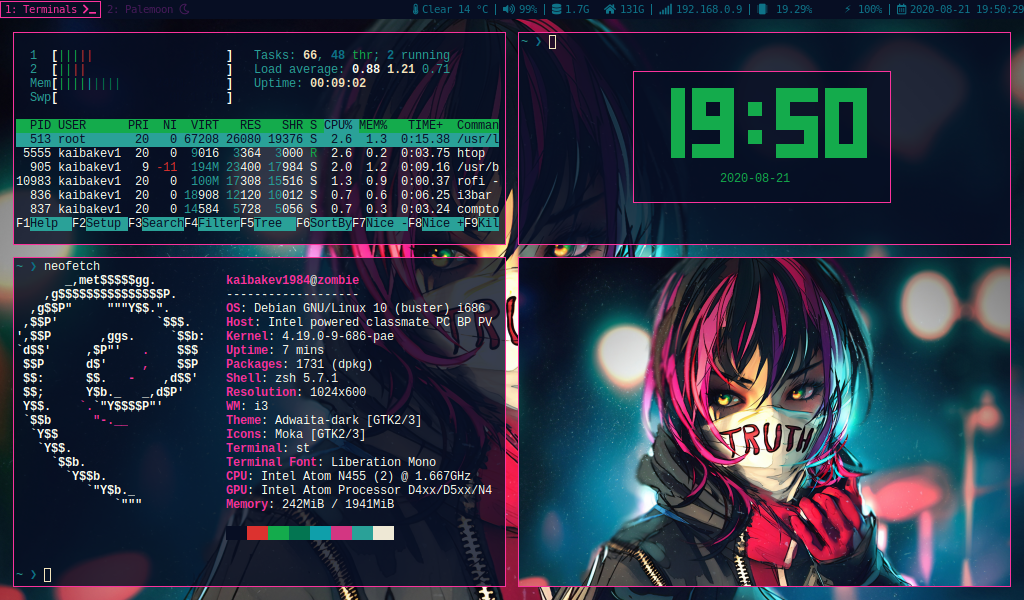 1: Terminals 2: Palemoon Clear 14 °C | 99% | 1.7G 131G | 192.168.0.9 | 19.29% ⚡ 100% | 2020-08-21 19:50:29
1 [||||| ]
2 [|||| ]
Mem[||||||||| ]
Swp[ ]
Tasks: 66, 48 thr; 2 running
Load average: 0.88 1.21 0.71
Uptime: 00:09:02
PID USER PRI NI VIRT RES SHR S CPU% MEM% TIME+ Comman
513 root 20 0 67208 26080 19376 S 2.6 1.3 0:15.38 /usr/l
5555 kaibakev1 20 0 9016 3364 3000 R 2.6 0.2 0:03.75 htop
905 kaibakev1 9 -11 194M 23400 17984 S 2.0 1.2 0:09.16 /usr/b
10983 kaibakev1 20 0 100M 17308 15516 S 1.3 0.9 0:00.37 rofi -
836 kaibakev1 20 0 18908 12120 10012 S 0.7 0.6 0:06.25 i3bar
837 kaibakev1 20 0 14584 5728 5056 S 0.7 0.3 0:03.24 compto
F1Help F2Setup F3SearchF4FilterF5Tree F6SortByF7Nice -F8Nice +F9Kil
~ ❯
19:50
2020-08-21
~ ❯ neofetch
_,met$$$$$gg.
,g$$$$$$$$$$$$$$$P.
,g$$P" """Y$$.".
,$$P' `$$$.
',$$P ,ggs. `$$b:
`d$$' ,$P"' . $$$
$$P d$' , $$P
$$: $$. - ,d$$'
$$; Y$b._ _,d$P'
Y$$. `.`"Y$$$$P"'
`$$b "-.__
`Y$$
`Y$$.
`$$b.
`Y$$b.
`"Y$b._
`"""
kaibakev1984@zombie
-------------------
OS: Debian GNU/Linux 10 (buster) i686
Host: Intel powered classmate PC BP PV
Kernel: 4.19.0-9-686-pae
Uptime: 7 mins
Packages: 1731 (dpkg)
Shell: zsh 5.7.1
Resolution: 1024x600
WM: i3
Theme: Adwaita-dark [GTK2/3]
Icons: Moka [GTK2/3]
Terminal: st
Terminal Font: Liberation Mono
CPU: Intel Atom N455 (2) @ 1.667GHz
GPU: Intel Atom Processor D4xx/D5xx/N4
Memory: 242MiB / 1941MiB
~ ❯
TRUTH